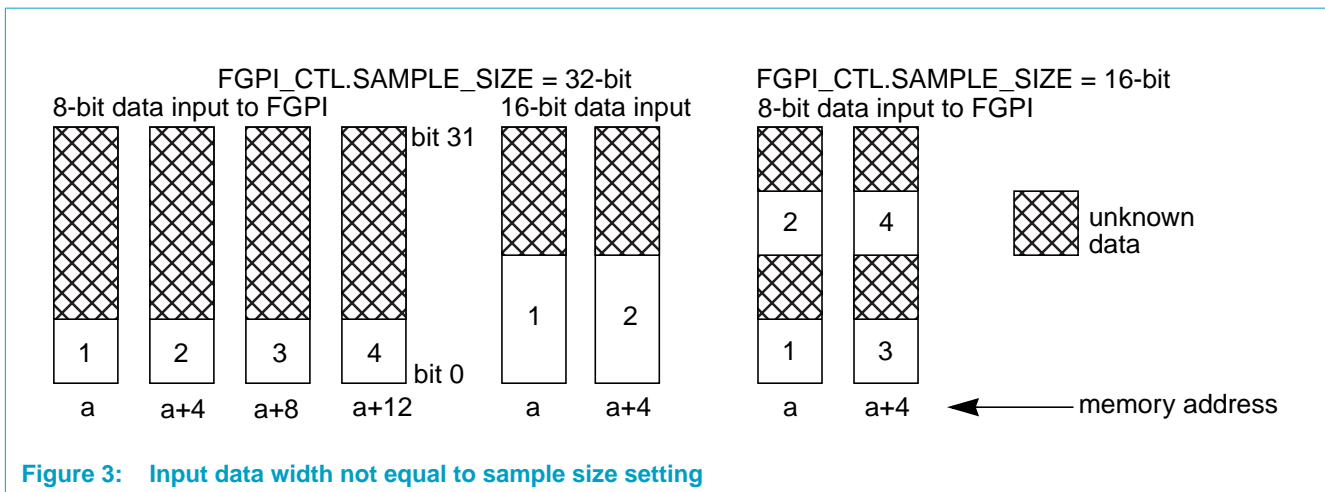 FGPI_CTL.SAMPLE_SIZE = 32-bit
8-bit data input to FGPI
16-bit data input
bit 31
1
2
3
4
bit 0
a
a+4
a+8
a+12
1
2
a
a+4
FGPI_CTL.SAMPLE_SIZE = 16-bit
8-bit data input to FGPI
2
4
1
3
a
a+4
unknown
data
memory address
Figure 3: Input data width not equal to sample size setting